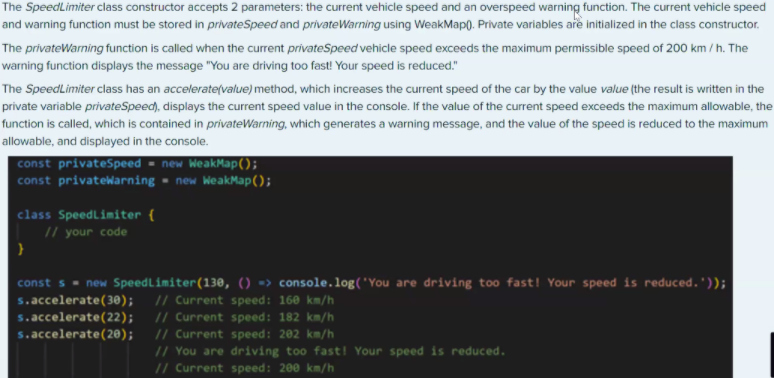 The SpeedLimiter class constructor accepts 2 parameters: the current vehicle speed and an overspeed warning function. The current vehicle speed
and warning function must be stored in privateSpeed and privateWarning using WeakMap(). Private variables are initialized in the class constructor.
The privateWarning function is called when the current privateSpeed vehicle speed exceeds the maximum permissible speed of 200 km / h. The
warning function displays the message "You are driving too fast! Your speed is reduced."
The SpeedLimiter class has an accelerate(value) method, which increases the current speed of the car by the value value (the result is written in the
private variable privateSpeed), displays the current speed value in the console. If the value of the current speed exceeds the maximum allowable, the
function is called, which is contained in privateWarning, which generates a warning message, and the value of the speed is reduced to the maximum
allowable, and displayed in the console.
const privateSpeed = new WeakMap();
const privateWarning = new WeakMap();
class SpeedLimiter {
// your code
}
const s = new SpeedLimiter(130, () => console.log('You are driving too fast! Your speed is reduced.'));
s.accelerate(30); // Current speed: 160 km/h
s.accelerate(22); // Current speed: 182 km/h
s.accelerate(20); // Current speed: 202 km/h
// You are driving too fast! Your speed is reduced.
// Current speed: 200 km/h